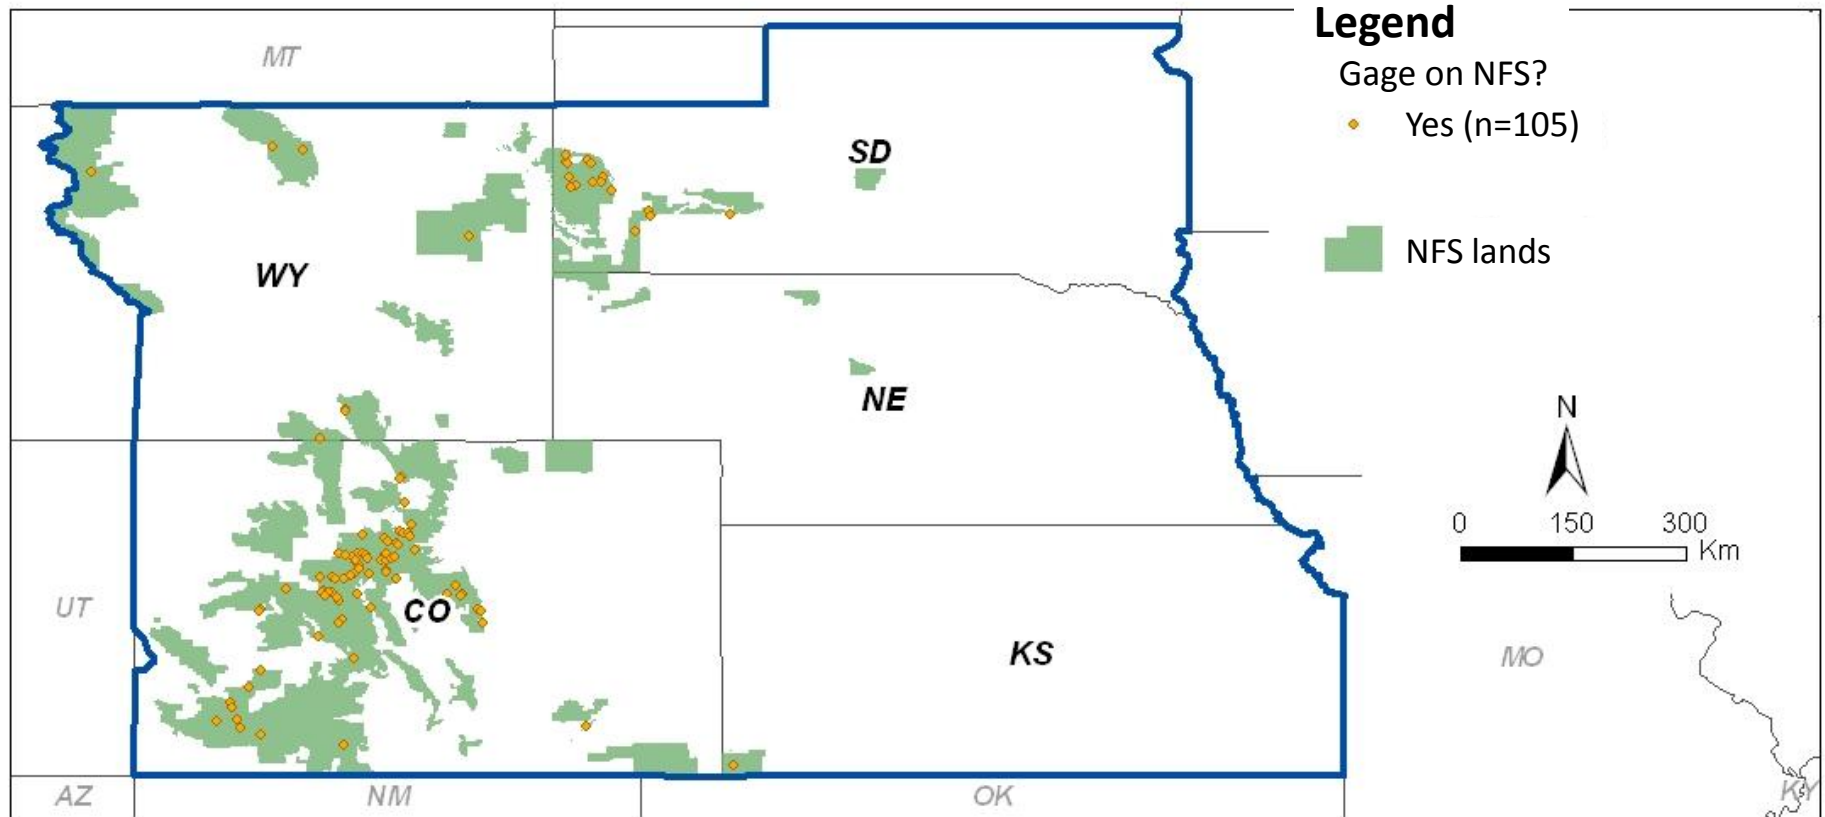 Legend
MT
Gage on NFS?
Yes (n=105)
SD
NFS lands
WY
NE
N
0 150 300
Km
UT
CO
KS
MO
AZ
NM
OK
KY